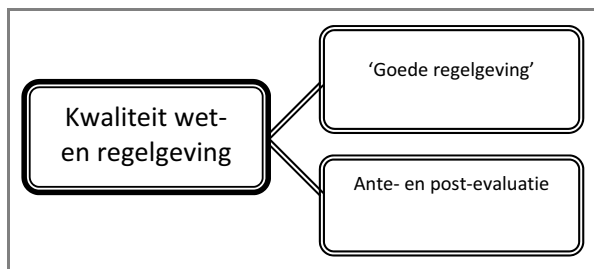 Kwaliteit wet-
en regelgeving
‘Goede regelgeving’
Ante- en post-evaluatie